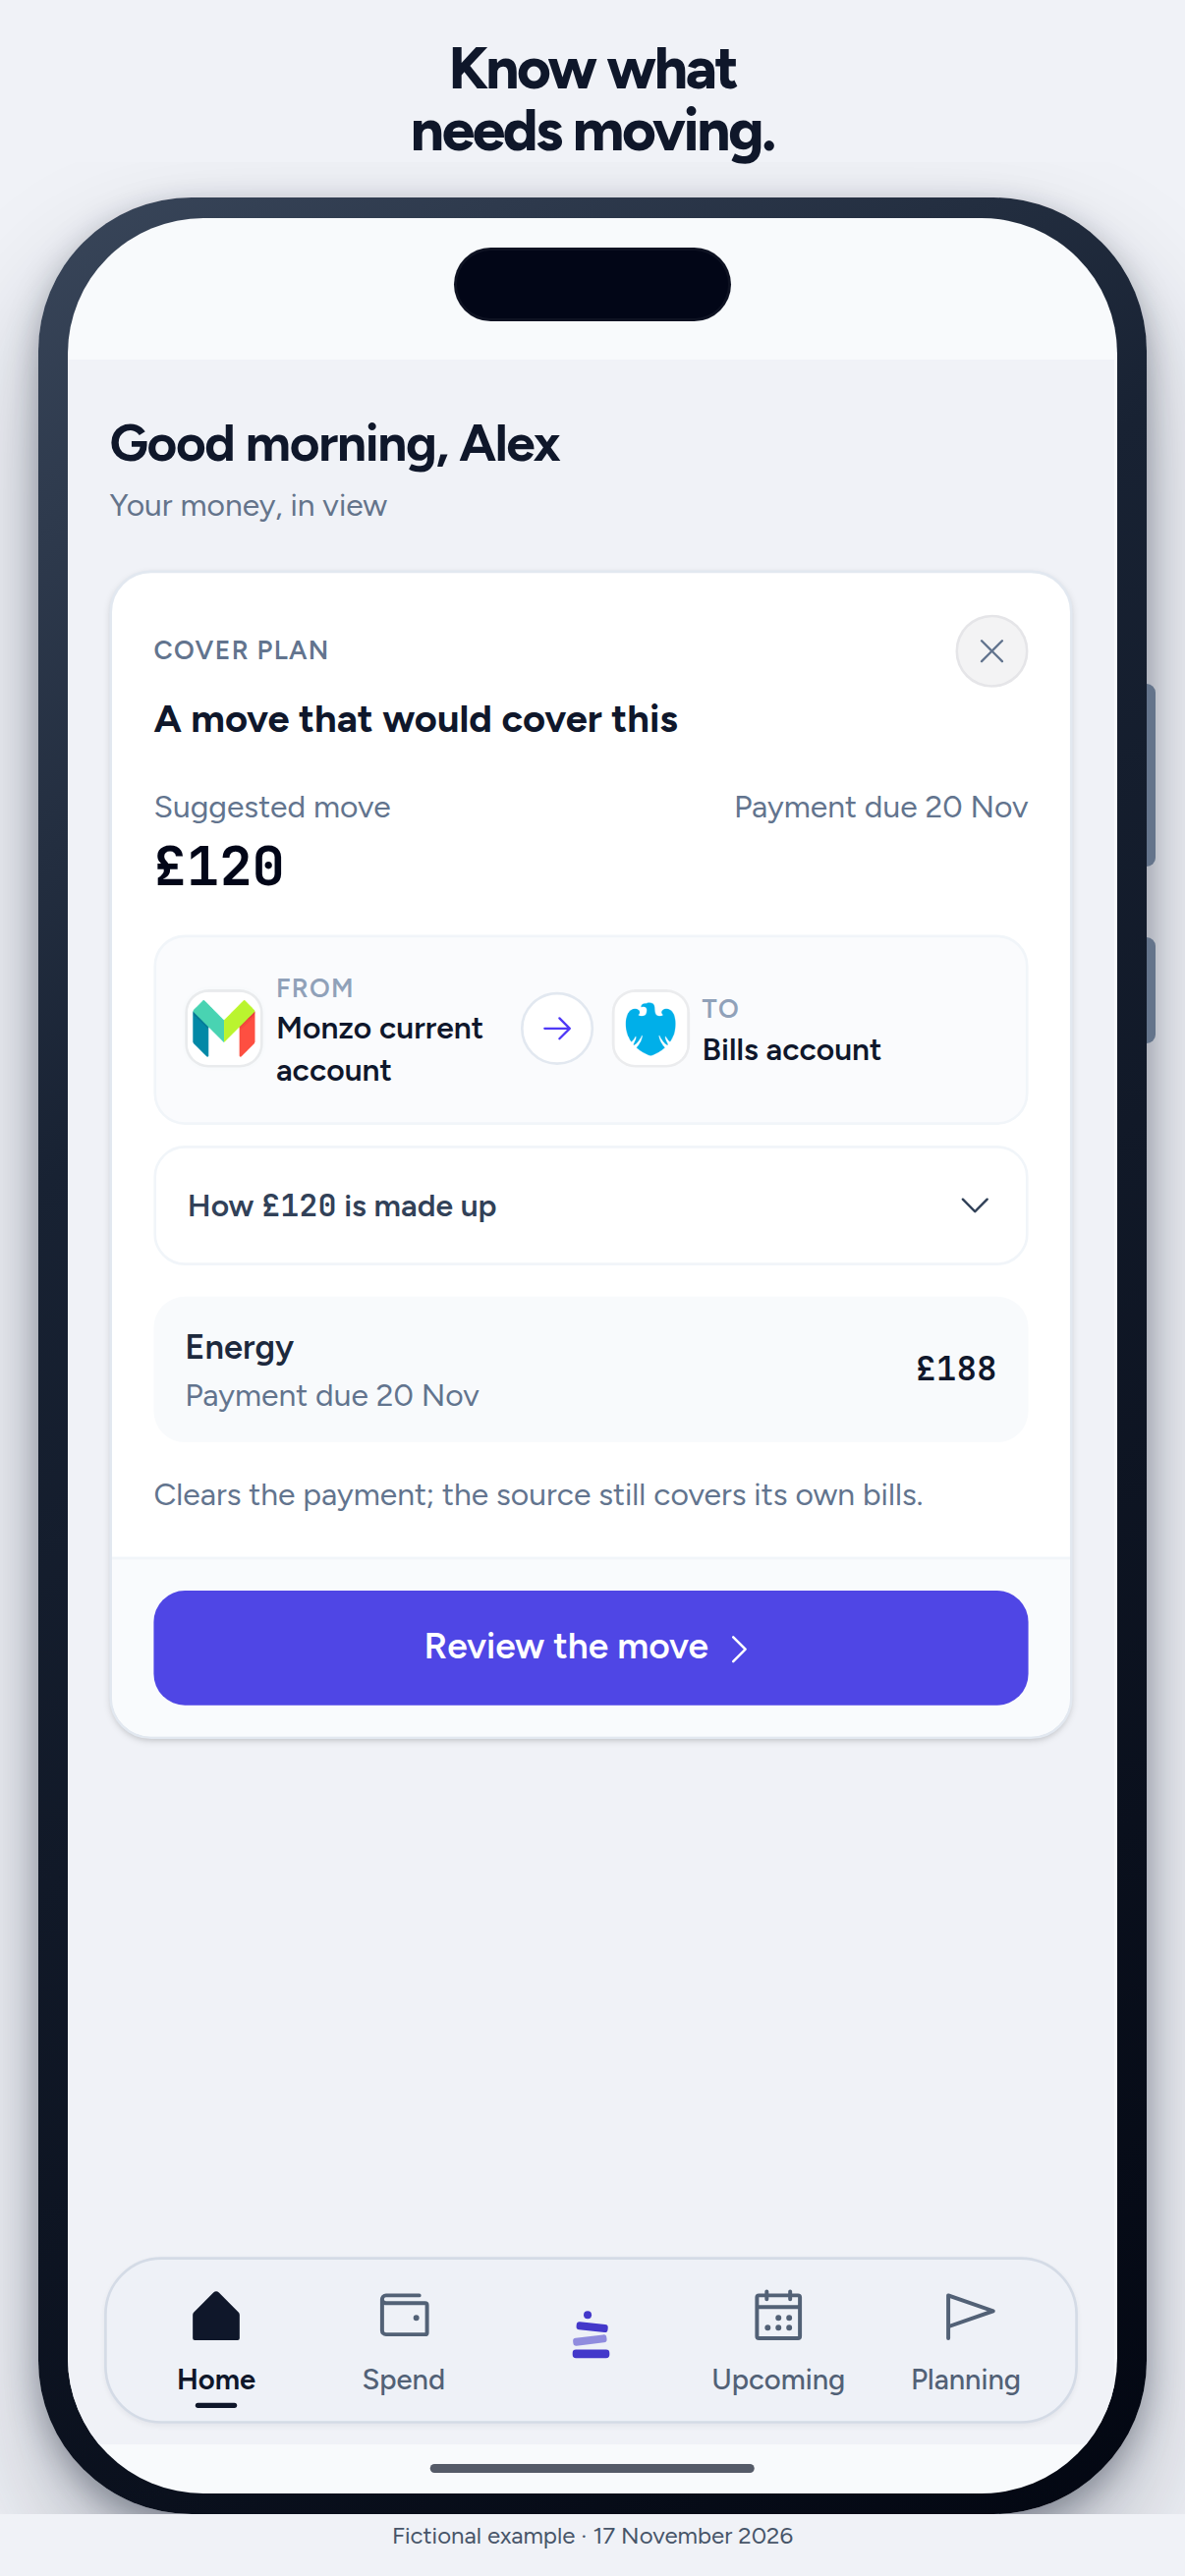 Know what
needs moving.
Good morning, Alex
Your money, in view
COVER PLAN
A move that would cover this
Suggested move
Payment due 20 Nov
£120
FROM
Monzo current
account
TO
Bills account
How £120 is made up
Energy
Payment due 20 Nov
£188
Clears the payment; the source still covers its own bills.
Review the move
Home
Spend
Upcoming
Planning
Fictional example · 17 November 2026